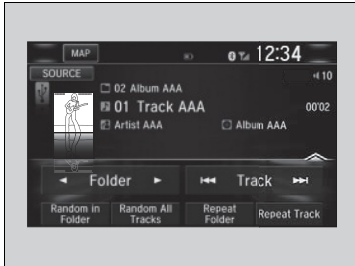 MAP
12:34
SOURCE
10
02 Album AAA
01 Track AAA
00'02
Artist AAA
Album AAA
Folder
Track
Random in Folder
Random All Tracks
Repeat Folder
Repeat Track